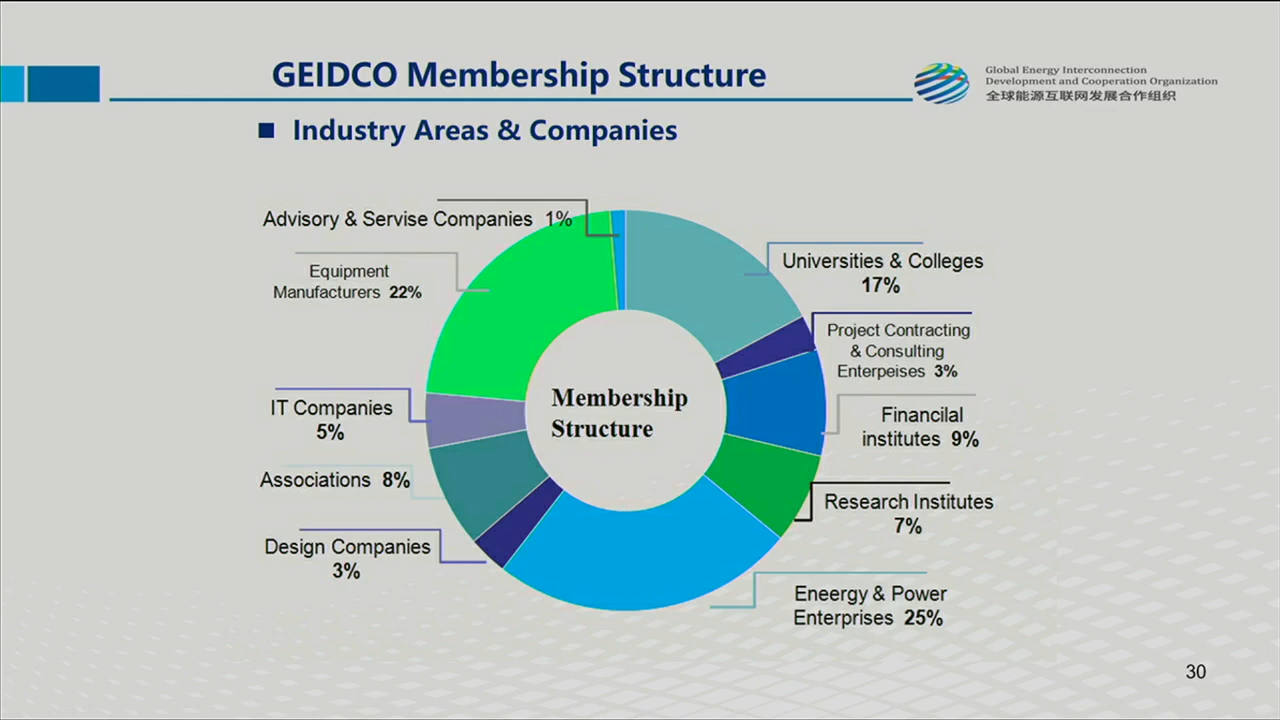 GEIDCO Membership Structure
Global Energy Interconnection
Development and Cooperation Organization
全球能源互联网发展合作组织
■ Industry Areas & Companies
Advisory & Servise Companies 1%
Equipment
Manufacturers 22%
IT Companies
5%
Associations 8%
Design Companies
3%
Membership
Structure
Universities & Colleges
17%
Project Contracting
& Consulting
Enterpeises 3%
Financilal
institutes 9%
Research Institutes
7%
Eneergy & Power
Enterprises 25%
30